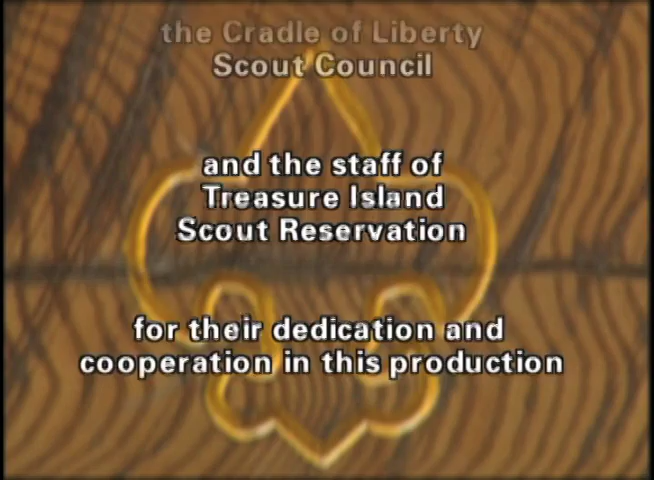 the Cradle of Liberty
Scout Council
and the staff of
Treasure Island
Scout Reservation
for their dedication and
cooperation in this production